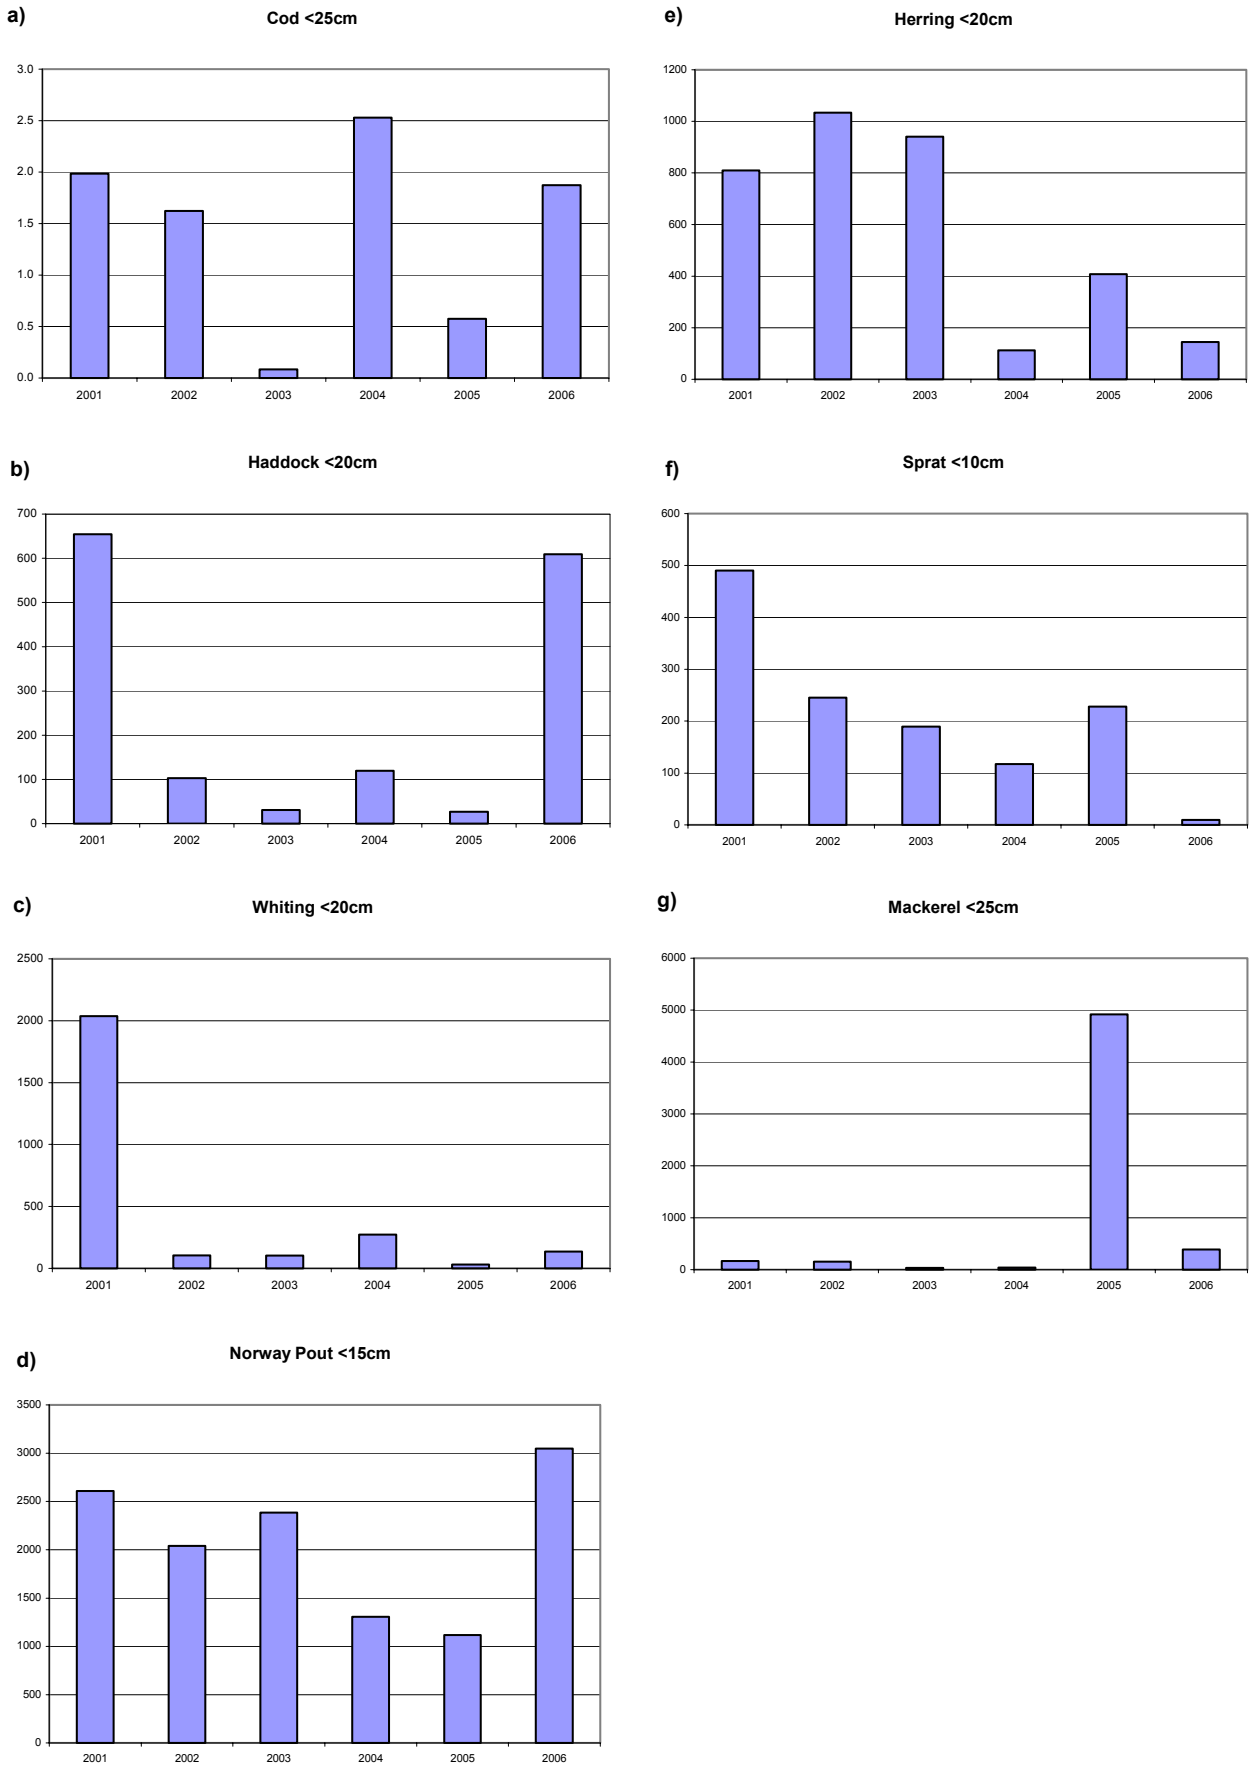 a)
Cod <25cm
3.0
2.5
2.0
1.5
1.0
0.5
0.0
2001 2002 2003 2004 2005 2006
b)
Haddock <20cm
700
600
500
400
300
200
100
0
2001 2002 2003 2004 2005 2006
c)
Whiting <20cm
2500
2000
1500
1000
500
0
2001 2002 2003 2004 2005 2006
d)
Norway Pout <15cm
3500
3000
2500
2000
1500
1000
500
0
2001 2002 2003 2004 2005 2006
e)
Herring <20cm
1200
1000
800
600
400
200
0
2001 2002 2003 2004 2005 2006
f)
Sprat <10cm
600
500
400
300
200
100
0
2001 2002 2003 2004 2005 2006
g)
Mackerel <25cm
6000
5000
4000
3000
2000
1000
0
2001 2002 2003 2004 2005 2006